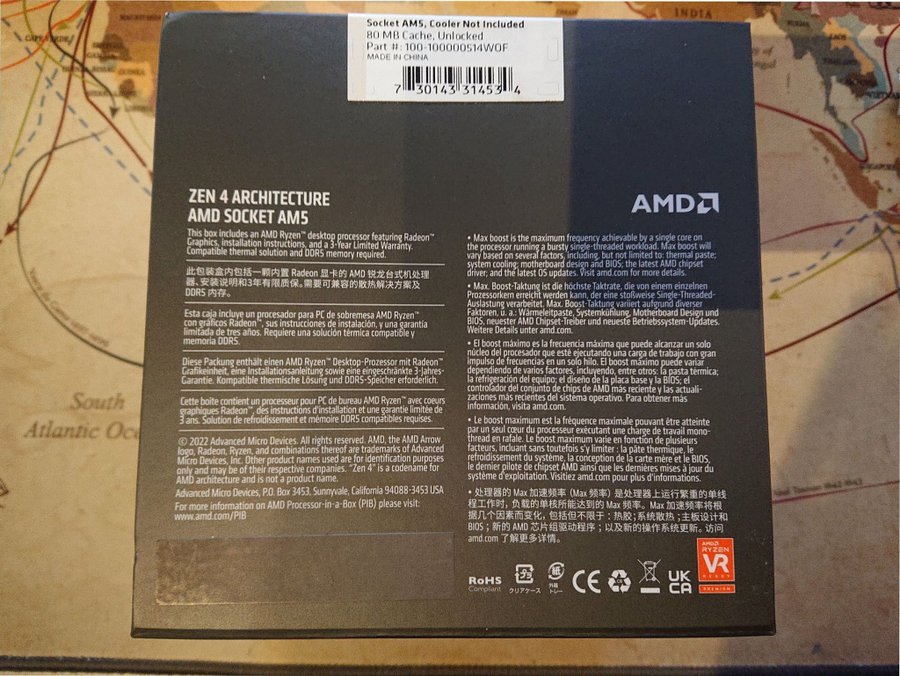 Socket AM5, Cooler Not Included
80 MB Cache, Unlocked
Part #: 100-100000514WOF
MADE IN CHINA
7 30143 31453 4
INDIA
CAPE VERDE
ZEN 4 ARCHITECTURE
AMD SOCKET AM5
This box includes an AMD Ryzen™ desktop processor featuring Radeon™
Graphics, installation instructions, and a 3-Year Limited Warranty.
Compatible thermal solution and DDR5 memory required.
此包装盒内包括一颗内置 Radeon 显卡的 AMD 锐龙台式机处理
器、安装说明和3年有限质保。需要可兼容的散热解决方案及
DDR5 内存。
Esta caja incluye un procesador para PC de sobremesa AMD Ryzen™
con gráficos Radeon™, sus instrucciones de instalación, y una garantía
limitada de tres años. Requiere una solución térmica compatible y
memoria DDR5.
Diese Packung enthält einen AMD Ryzen™ Desktop-Prozessor mit Radeon™
Grafikeinheit, eine Installationsanleitung sowie eine eingeschränkte 3-Jahres-
Garantie. Kompatible thermische Lösung und DDR5-Speicher erforderlich.
Cette boîte contient un processeur pour PC de bureau AMD Ryzen™ avec coeurs
graphiques Radeon™, des instructions d'installation et une garantie limitée de
3 ans. Solution de refroidissement et mémoire DDR5 compatibles requises.
© 2022 Advanced Micro Devices. All rights reserved. AMD, the AMD Arrow
logo, Radeon, Ryzen, and combinations thereof are trademarks of Advanced
Micro Devices, Inc. Other product names used are for identification purposes
only and may be of their respective companies. "Zen 4" is a codename for
AMD architecture and is not a product name.
Advanced Micro Devices, P.O. Box 3453, Sunnyvale, California 94088-3453 USA
For more information on AMD Processor-in-a-Box (PIB) please visit:
www.amd.com/PIB
AMD
• Max boost is the maximum frequency achievable by a single core on
the processor running a bursty single-threaded workload. Max boost will
vary based on several factors, including, but not limited to: thermal paste;
system cooling; motherboard design and BIOS; the latest AMD chipset
driver; and the latest OS updates. Visit amd.com for more details.
• Max. Boost-Taktung ist die höchste Taktrate, die von einem einzelnen
Prozessorkern erreicht werden kann, der eine stoßweise Single-Threaded-
Auslastung verarbeitet. Max. Boost-Taktung variiert aufgrund diverser
Faktoren, u. a.: Wärmeleitpaste, Systemkühlung, Motherboard Design und
BIOS, neuester AMD Chipset-Treiber und neueste Betriebssystem-Updates.
Weitere Details unter amd.com.
• El boost máximo es la frecuencia máxima que puede alcanzar un solo
núcleo del procesador que esté ejecutando una carga de trabajo con gran
impulso de frecuencias en un solo hilo. El boost máximo puede variar
dependiendo de varios factores, incluyendo, entre otros: la pasta térmica;
la refrigeración del equipo; el diseño de la placa base y la BIOS; el
controlador del conjunto de chips de AMD más reciente y las actuali-
zaciones más recientes del sistema operativo. Para obtener más
información, visita amd.com.
• Le boost maximum est la fréquence maximale pouvant être atteinte
par un seul cœur du processeur exécutant une charge de travail mono-
thread en rafale. Le boost maximum varie en fonction de plusieurs
facteurs, incluant sans toutefois s'y limiter : la pâte thermique, le
refroidissement du système, la conception de la carte mère et le BIOS,
le dernier pilote de chipset AMD ainsi que les dernières mises à jour du
système d'exploitation. Visitiez amd.com pour plus d'informations.
• 处理器的 Max 加速频率（Max 频率）是处理器上运行繁重的单线
程工作时，负载的单核所能达到的 Max 频率。Max 加速频率将根
据几个因素而变化，包括但不限于：热胶；系统散热；主板设计和
BIOS；新的 AMD 芯片组驱动程序；以及新的操作系统更新。访问
amd.com 了解更多详情。
RoHS
Compliant
プラ
クリアケース
紙
外箱
トレー
CE
UK
CA
AMD
RYZEN
VR
READY
PREMIUM
South
Atlantic Oce